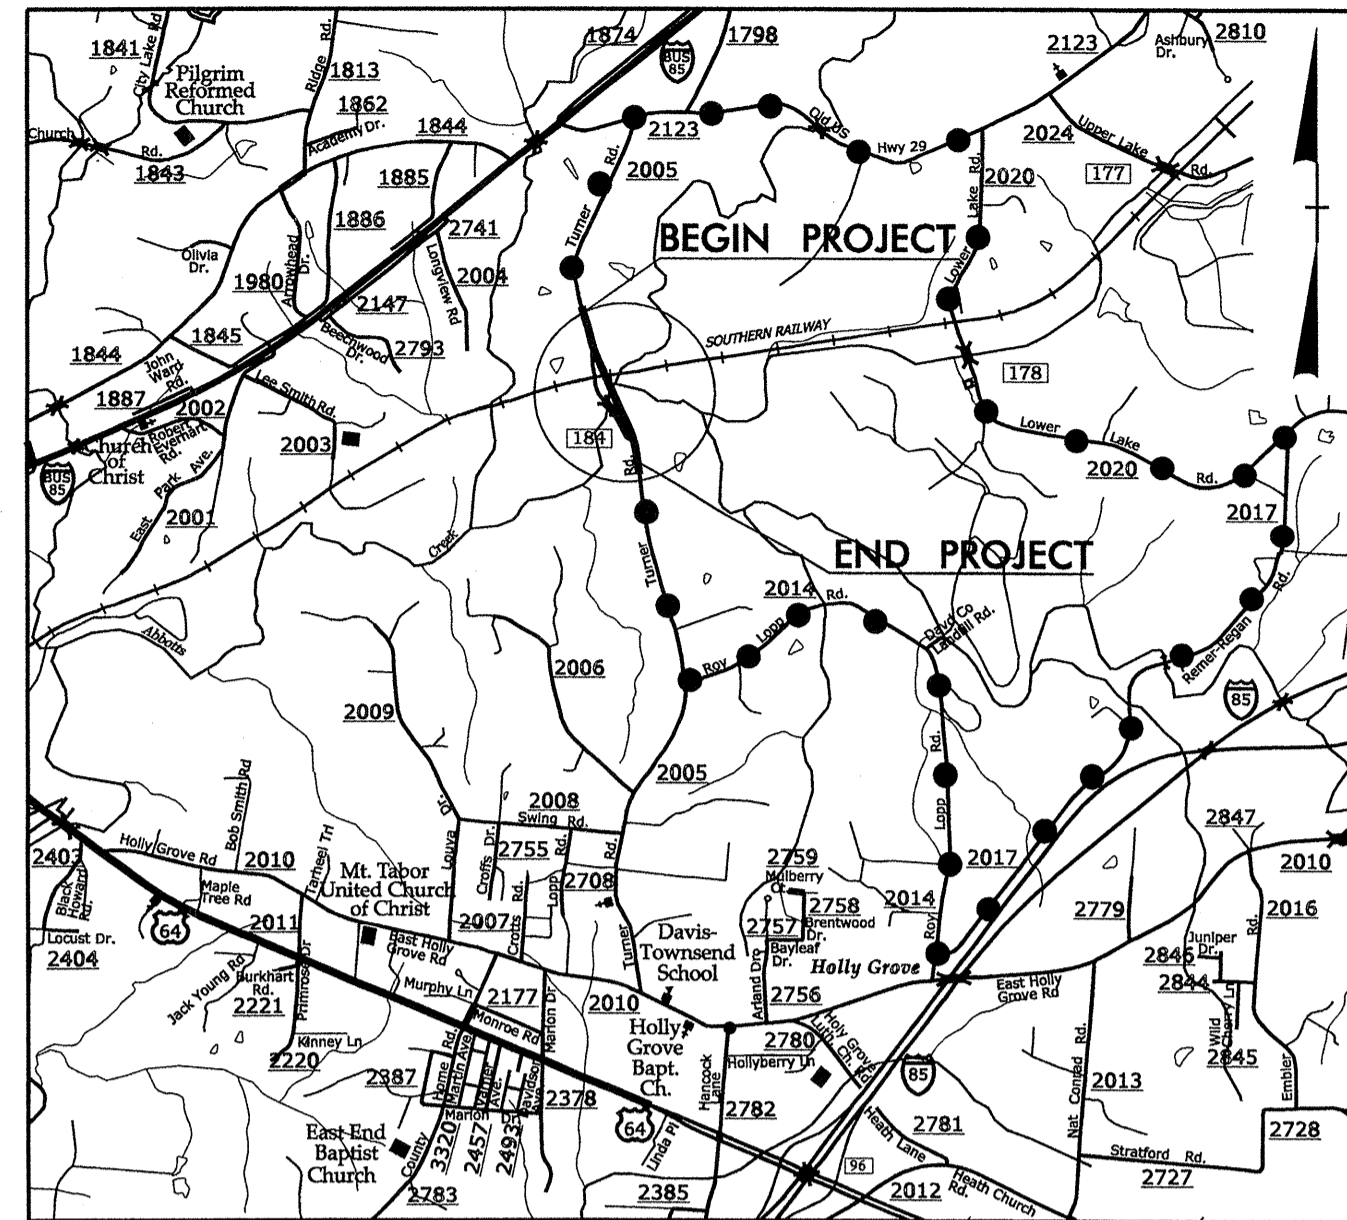 1841
City Lake Rd
Pilgrim
Reformed
Church
Church
Rd.
1843
Ridge Rd.
1813
1862
Academy Dr.
1844
1874
BUS
85
1798
2123
Ashbury
Dr.
2810
2123
Old US
Hwy 29
2024
Upper Lake
Rd.
177
Rd.
2005
Turner
1885
1886
2741
Olivia
Dr.
Arrowhead
Dr.
1980
2147
Longview Rd
2004
BEGIN PROJECT
2020
Lake Rd.
Lower
SOUTHERN RAILWAY
178
1845
Beechwood
Dr.
2793
1844
John
Ward
Rd.
1887
2002
Lee Smith Rd.
2003
184
Rd.
Church
of
Christ
Robert
Everhart
Rd.
BUS
85
East Park Ave.
2001
Lower Lake
2020
Rd.
2017
Creek
Turner
END PROJECT
2014
Roy Lopp Rd.
David Co
Landfill Rd.
Remer-Regan Rd.
Abbotts
2006
2009
85
2005
Rd.
Lopp
Roy
2014
2017
Bob Smith Rd
2008
Swing Rd.
Louva Dr.
2403
Black
Howard
Rd.
Holly Grove Rd
2010
Tarheel Trl
Mt. Tabor
United Church
of Christ
Crotts Dr.
2755
Rd.
Lopp
2708
Rd.
2759
Mulberry
Ct.
2758
2757
Brentwood
Dr.
Bayleaf
Dr.
2847
2010
2779
2016
Rd.
Maple
Tree Rd
2011
Locust Dr.
2404
64
2007
Crotts Rd.
East Holly
Grove Rd
Turner
Davis-
Townsend
School
Arland Dr
Holly Grove
Juniper
Dr.
2846
2844
Jack Young Rd
Burkhart
Rd.
2221
Primrose Dr
Murphy Ln
2177
Marion Dr
2010
2756
East Holly
Grove Rd
Monroe Rd
Kinney Ln
2220
Holly
Grove
Bapt.
Ch.
2780
Hollyberry Ln
Holy Grove
Luth Ch. Rd
Wild
Cherry Ln
2845
2387
Home Rd.
Martin Ave.
Varner
Ave.
Davidson
Ave
2378
Hancock
Lane
2782
85
2013
Nat Conrad Rd.
Embler
2728
Marion Dr
64
East End
Baptist
Church
County
3320
2457
2493
Linda Pl
2781
Heath Lane
Stratford Rd.
2727
2783
2385
96
2012
Heath Church
Rd.